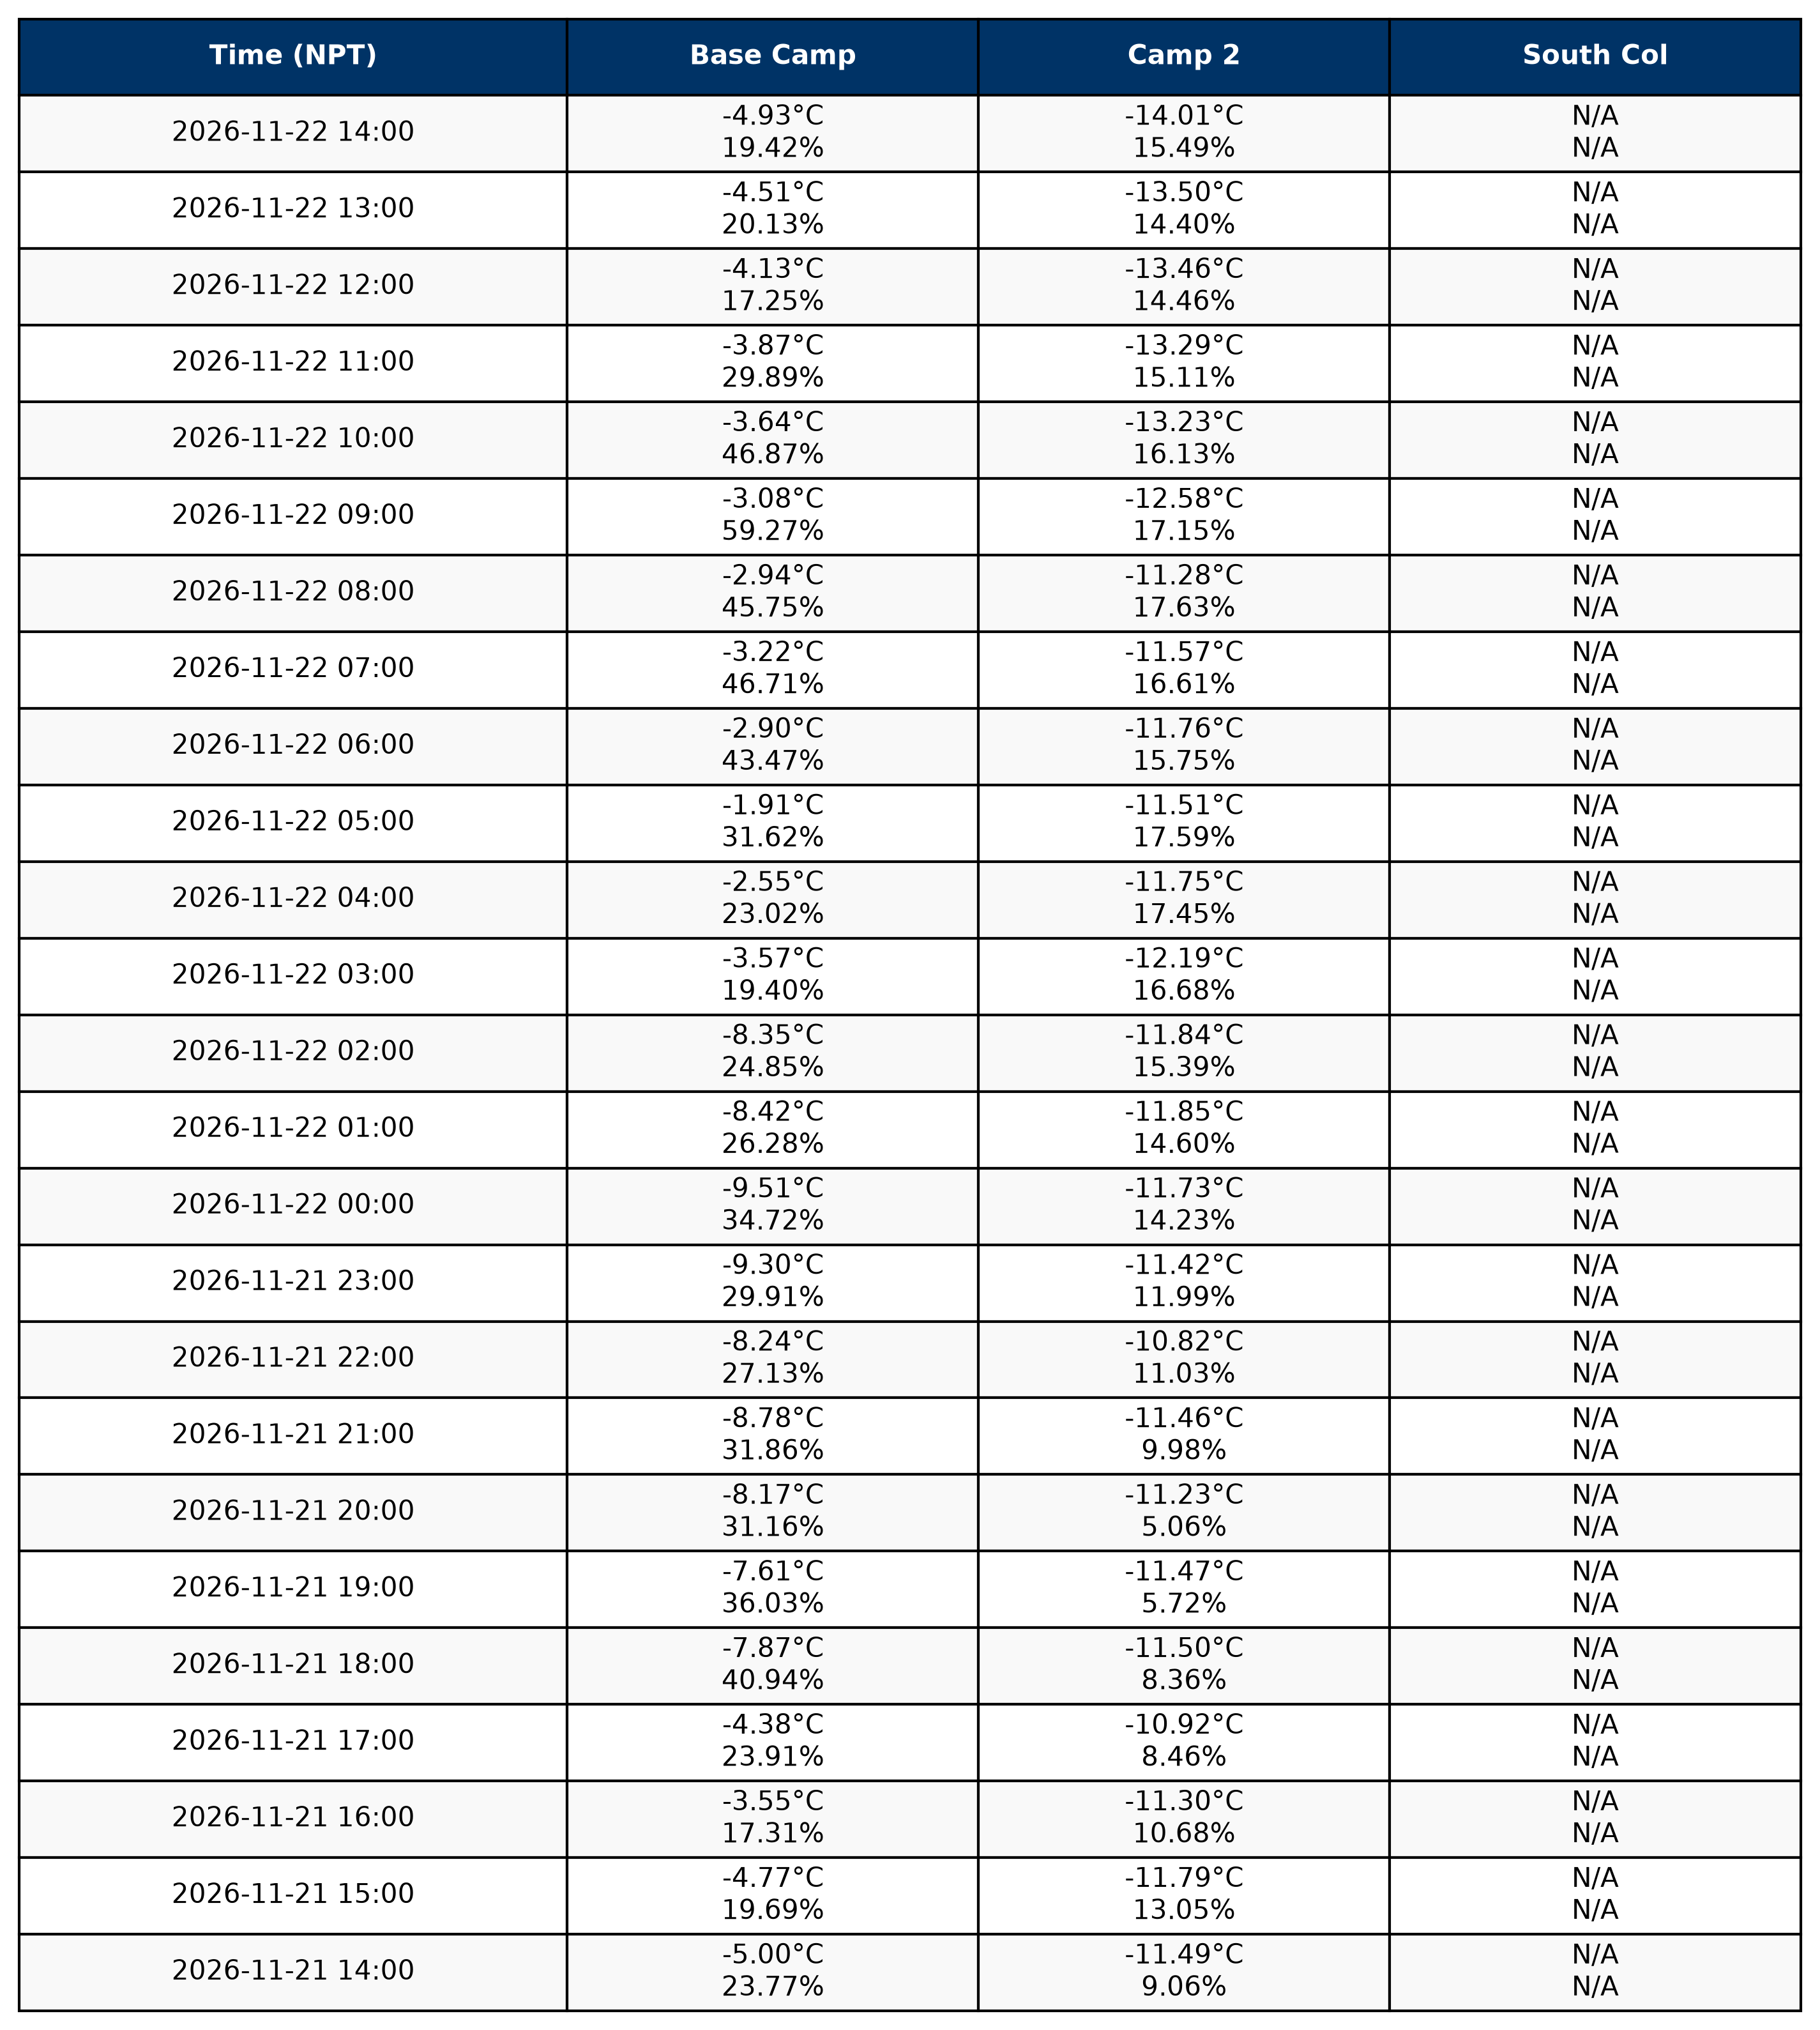 Time (NPT) Base Camp Camp 2 South Col
2026-11-22 14:00 -4.93°C -14.01°C N/A
19.42% 15.49% N/A
2026-11-22 13:00 -4.51°C -13.50°C N/A
20.13% 14.40% N/A
2026-11-22 12:00 -4.13°C -13.46°C N/A
17.25% 14.46% N/A
2026-11-22 11:00 -3.87°C -13.29°C N/A
29.89% 15.11% N/A
2026-11-22 10:00 -3.64°C -13.23°C N/A
46.87% 16.13% N/A
2026-11-22 09:00 -3.08°C -12.58°C N/A
59.27% 17.15% N/A
2026-11-22 08:00 -2.94°C -11.28°C N/A
45.75% 17.63% N/A
2026-11-22 07:00 -3.22°C -11.57°C N/A
46.71% 16.61% N/A
2026-11-22 06:00 -2.90°C -11.76°C N/A
43.47% 15.75% N/A
2026-11-22 05:00 -1.91°C -11.51°C N/A
31.62% 17.59% N/A
2026-11-22 04:00 -2.55°C -11.75°C N/A
23.02% 17.45% N/A
2026-11-22 03:00 -3.57°C -12.19°C N/A
19.40% 16.68% N/A
2026-11-22 02:00 -8.35°C -11.84°C N/A
24.85% 15.39% N/A
2026-11-22 01:00 -8.42°C -11.85°C N/A
26.28% 14.60% N/A
2026-11-22 00:00 -9.51°C -11.73°C N/A
34.72% 14.23% N/A
2026-11-21 23:00 -9.30°C -11.42°C N/A
29.91% 11.99% N/A
2026-11-21 22:00 -8.24°C -10.82°C N/A
27.13% 11.03% N/A
2026-11-21 21:00 -8.78°C -11.46°C N/A
31.86% 9.98% N/A
2026-11-21 20:00 -8.17°C -11.23°C N/A
31.16% 5.06% N/A
2026-11-21 19:00 -7.61°C -11.47°C N/A
36.03% 5.72% N/A
2026-11-21 18:00 -7.87°C -11.50°C N/A
40.94% 8.36% N/A
2026-11-21 17:00 -4.38°C -10.92°C N/A
23.91% 8.46% N/A
2026-11-21 16:00 -3.55°C -11.30°C N/A
17.31% 10.68% N/A
2026-11-21 15:00 -4.77°C -11.79°C N/A
19.69% 13.05% N/A
2026-11-21 14:00 -5.00°C -11.49°C N/A
23.77% 9.06% N/A